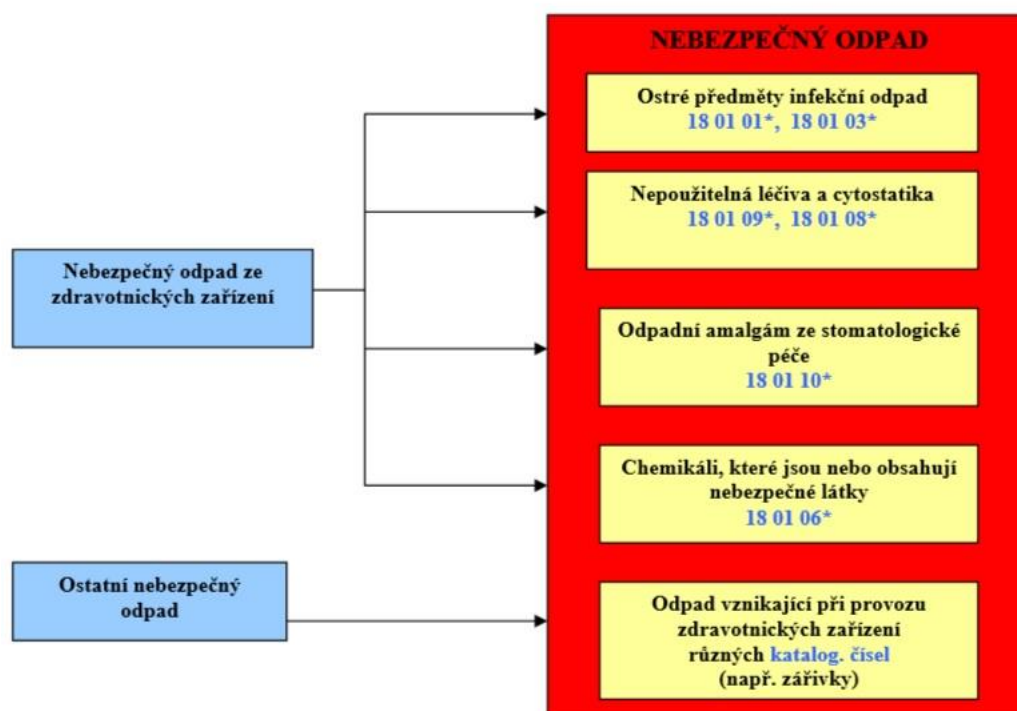 NEBEZPEČNÝ ODPAD
Ostré předměty infekční odpad
18 01 01*, 18 01 03*
Nepoužitelná léčiva a cytostatika
18 01 09*, 18 01 08*
Nebezpečný odpad ze
zdravotnických zařízení
Odpadní amalgám ze stomatologické
péče
18 01 10*
Chemikáli, které jsou nebo obsahují
nebezpečné látky
18 01 06*
Ostatní nebezpečný
odpad
Odpad vznikající při provozu
zdravotnických zařízení
různých katalog. čísel
(např. zářivky)